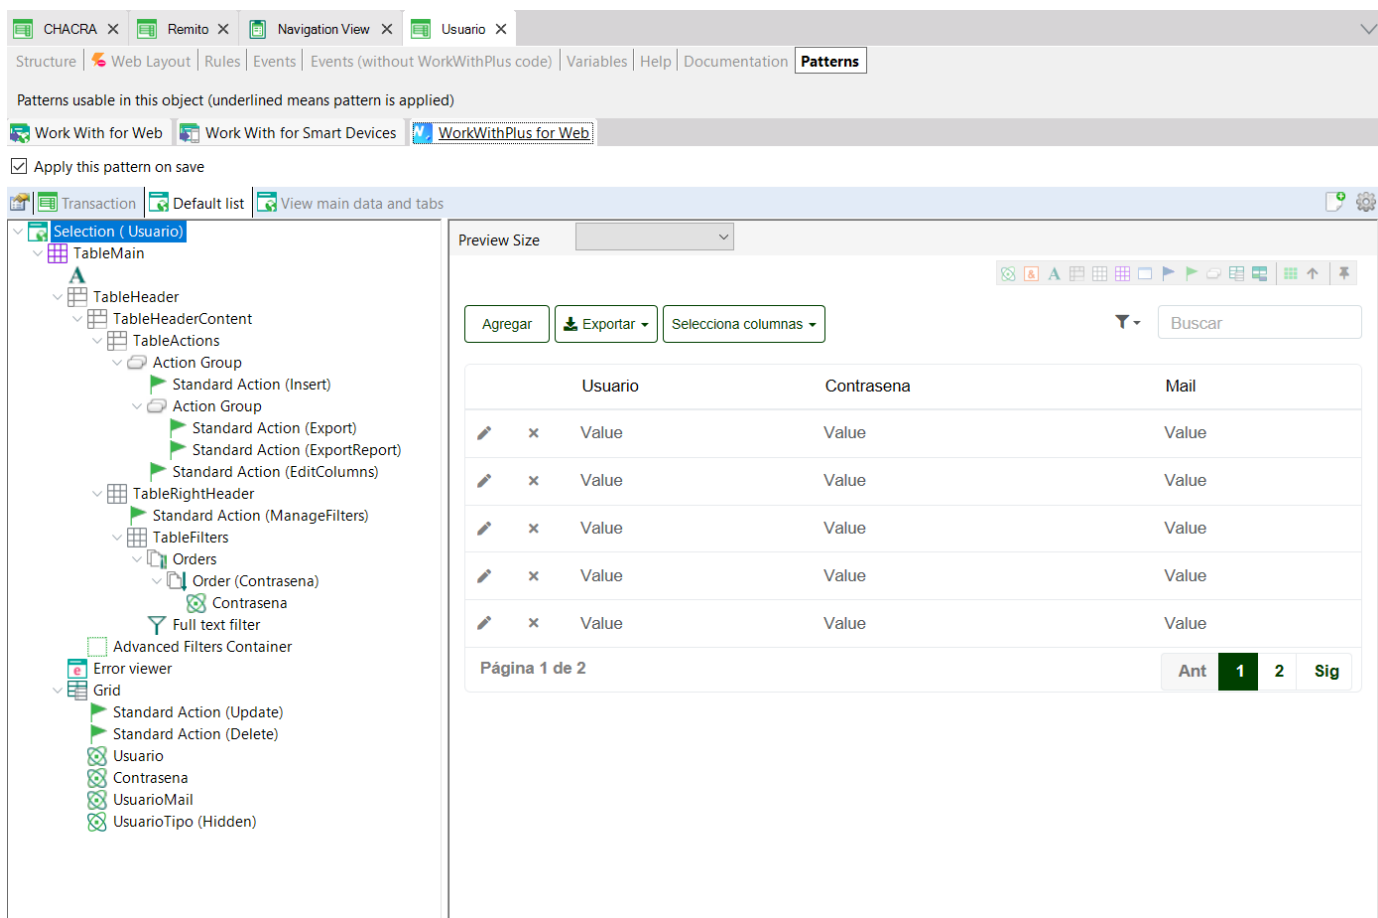 CHACRA
Remito
Navigation View
Usuario
Structure
Web Layout
Rules
Events
Events (without WorkWithPlus code)
Variables
Help
Documentation
Patterns
Patterns usable in this object (underlined means pattern is applied)
Work With for Web
Work With for Smart Devices
WorkWithPlus for Web
Apply this pattern on save
Transaction
Default list
View main data and tabs
Selection ( Usuario)
TableMain
A
TableHeader
TableHeaderContent
TableActions
Action Group
Standard Action (Insert)
Action Group
Standard Action (Export)
Standard Action (ExportReport)
Standard Action (EditColumns)
TableRightHeader
Standard Action (ManageFilters)
TableFilters
Orders
Order (Contrasena)
Contrasena
Full text filter
Advanced Filters Container
Error viewer
Grid
Standard Action (Update)
Standard Action (Delete)
Usuario
Contrasena
UsuarioMail
UsuarioTipo (Hidden)
Preview Size
& A
Agregar
Exportar
Selecciona columnas
Buscar
Usuario Contrasena Mail
Value Value Value
Value Value Value
Value Value Value
Value Value Value
Value Value Value
Página 1 de 2
Ant 1 2 Sig